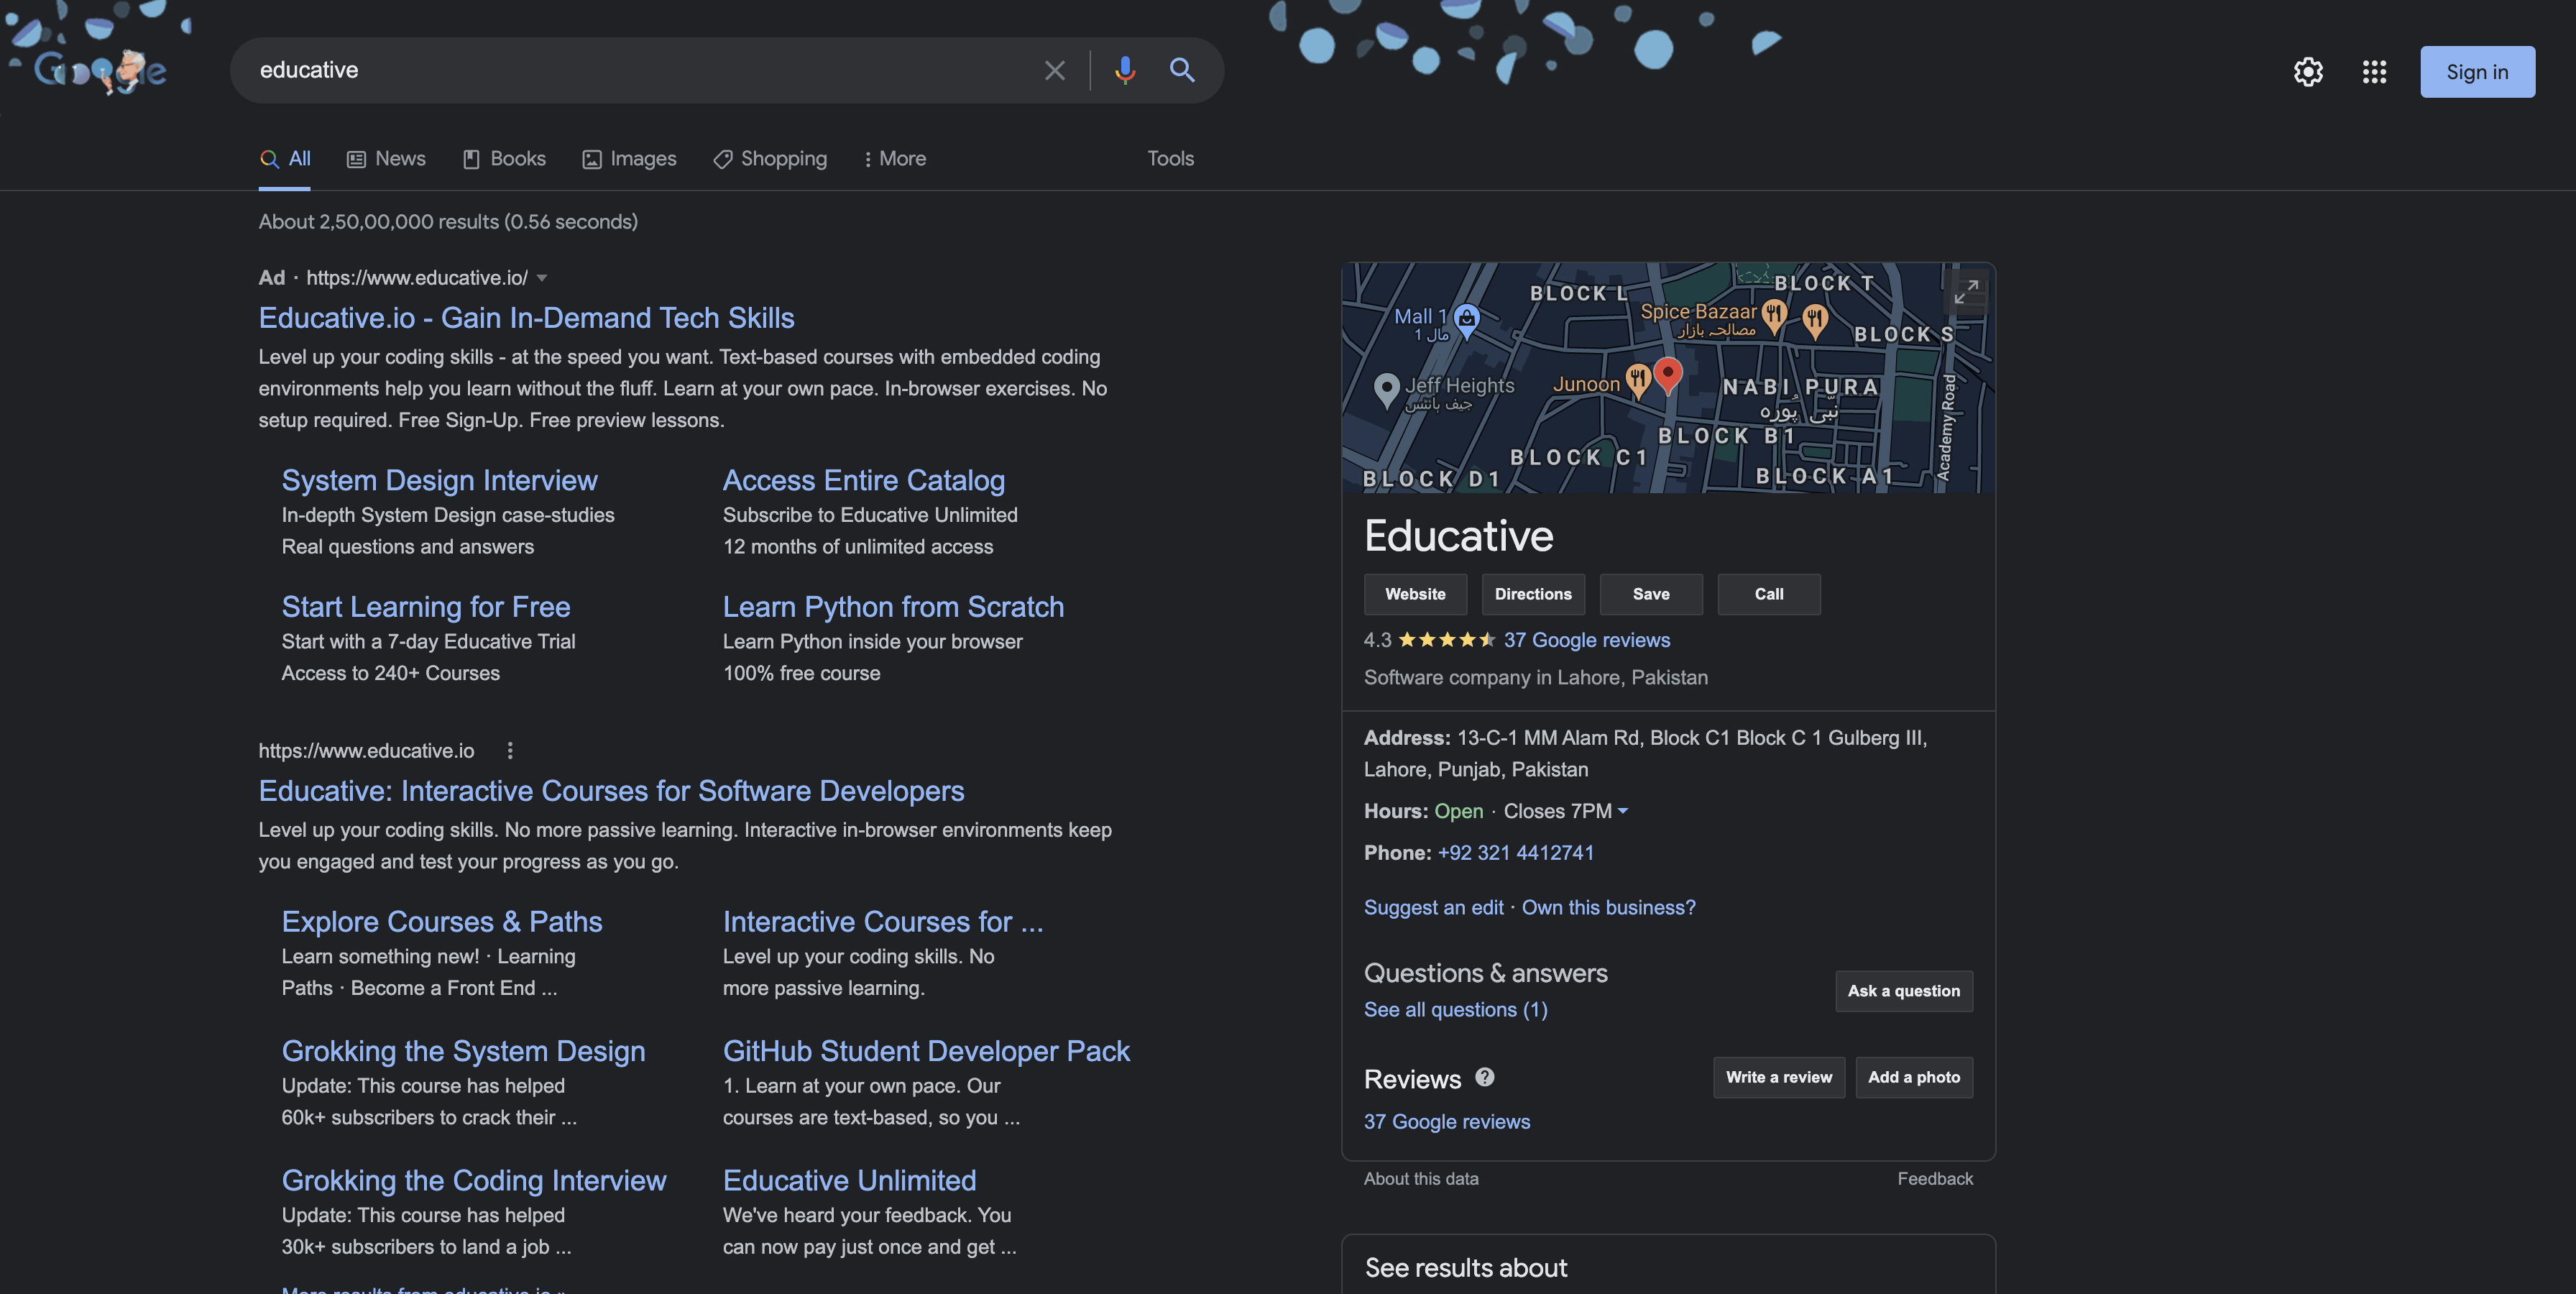 Google
educative
Sign in
All
News
Books
Images
Shopping
More
Tools
About 2,50,00,000 results (0.56 seconds)
Ad · https://www.educative.io/
Educative.io - Gain In-Demand Tech Skills
Level up your coding skills - at the speed you want. Text-based courses with embedded coding
environments help you learn without the fluff. Learn at your own pace. In-browser exercises. No
setup required. Free Sign-Up. Free preview lessons.
System Design Interview
In-depth System Design case-studies
Real questions and answers
Access Entire Catalog
Subscribe to Educative Unlimited
12 months of unlimited access
Start Learning for Free
Start with a 7-day Educative Trial
Access to 240+ Courses
Learn Python from Scratch
Learn Python inside your browser
100% free course
https://www.educative.io
Educative: Interactive Courses for Software Developers
Level up your coding skills. No more passive learning. Interactive in-browser environments keep
you engaged and test your progress as you go.
Explore Courses & Paths
Learn something new! · Learning
Paths · Become a Front End ...
Interactive Courses for ...
Level up your coding skills. No
more passive learning.
Grokking the System Design
Update: This course has helped
60k+ subscribers to crack their ...
GitHub Student Developer Pack
1. Learn at your own pace. Our
courses are text-based, so you ...
Grokking the Coding Interview
Update: This course has helped
30k+ subscribers to land a job ...
Educative Unlimited
We've heard your feedback. You
can now pay just once and get ...
More results from educative.io »
BLOCK L
BLOCK T
Mall 1
مال 1
Spice Bazaar
مصالحہ بازار
BLOCK S
Jeff Heights
جیف ہائٹس
Junoon
NABI PURA
نبّی پُورہ
Academy Road
BLOCK B1
BLOCK C1
BLOCK D1
BLOCK A1
Educative
Website
Directions
Save
Call
4.3 37 Google reviews
Software company in Lahore, Pakistan
Address: 13-C-1 MM Alam Rd, Block C1 Block C 1 Gulberg III,
Lahore, Punjab, Pakistan
Hours: Open · Closes 7PM
Phone: +92 321 4412741
Suggest an edit · Own this business?
Questions & answers
See all questions (1)
Ask a question
Reviews
Write a review
Add a photo
37 Google reviews
About this data
Feedback
See results about